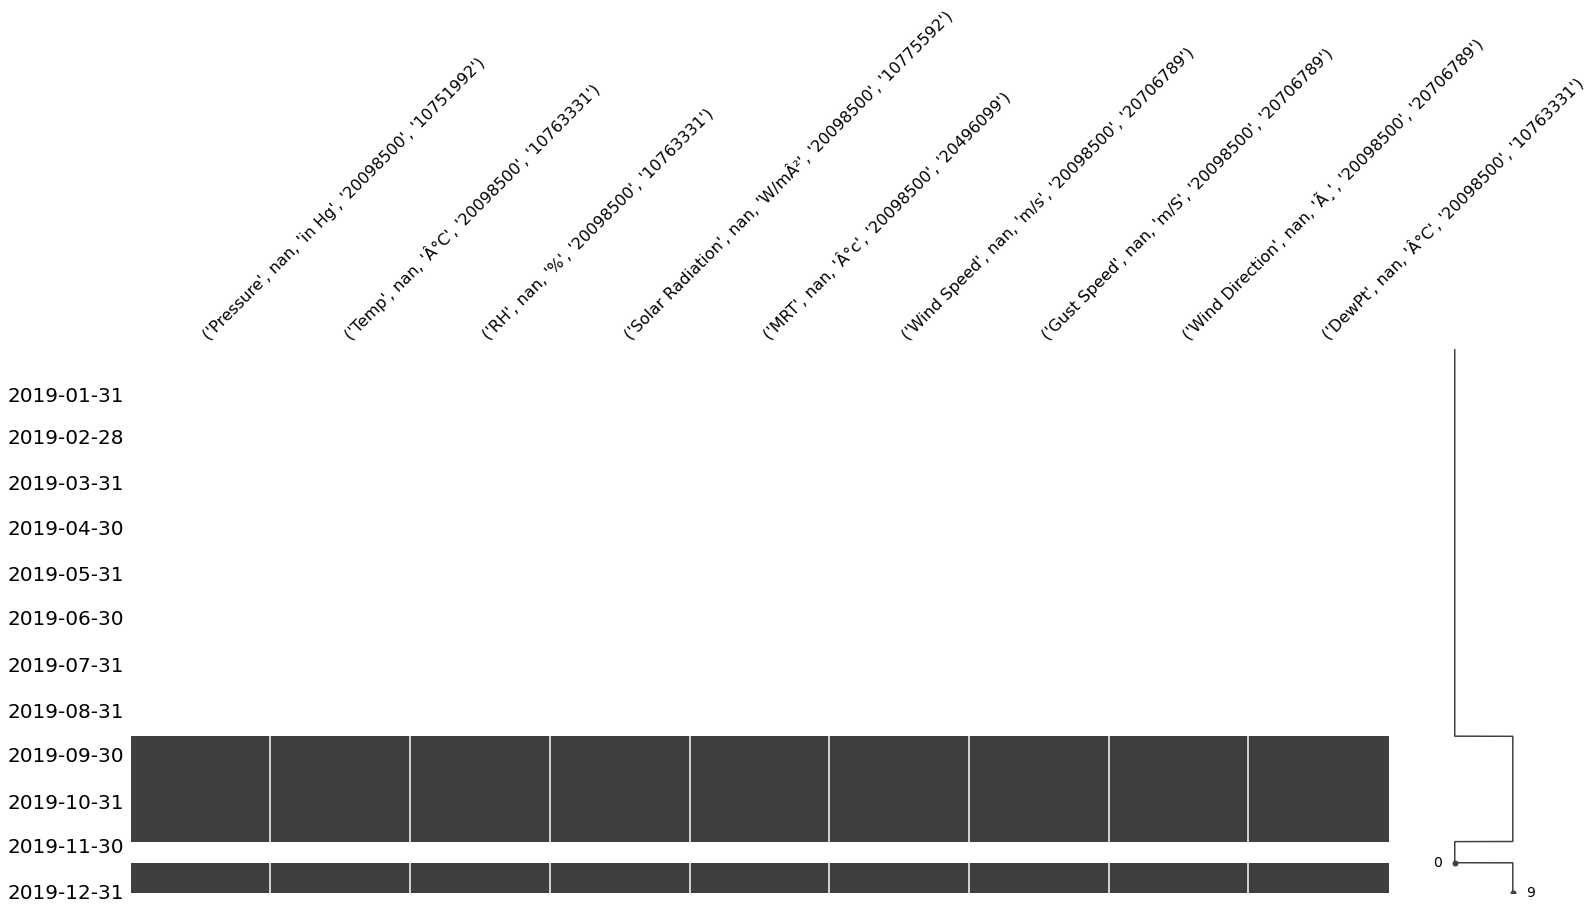 ('Pressure', nan, 'in Hg', '20098500', '10751992')
('Temp', nan, 'Â°C', '20098500', '10763331')
('RH', nan, '%', '20098500', '10763331')
('Solar Radiation', nan, 'W/mÂ²', '20098500', '10775592')
('MRT', nan, 'Â°c', '20098500', '20496099')
('Wind Speed', nan, 'm/s', '20098500', '20706789')
('Gust Speed', nan, 'm/S', '20098500', '20706789')
('Wind Direction', nan, 'Ã¸', '20098500', '20706789')
('DewPt', nan, 'Â°C', '20098500', '10763331')
2019-01-31
2019-02-28
2019-03-31
2019-04-30
2019-05-31
2019-06-30
2019-07-31
2019-08-31
2019-09-30
2019-10-31
2019-11-30
0
2019-12-31
9